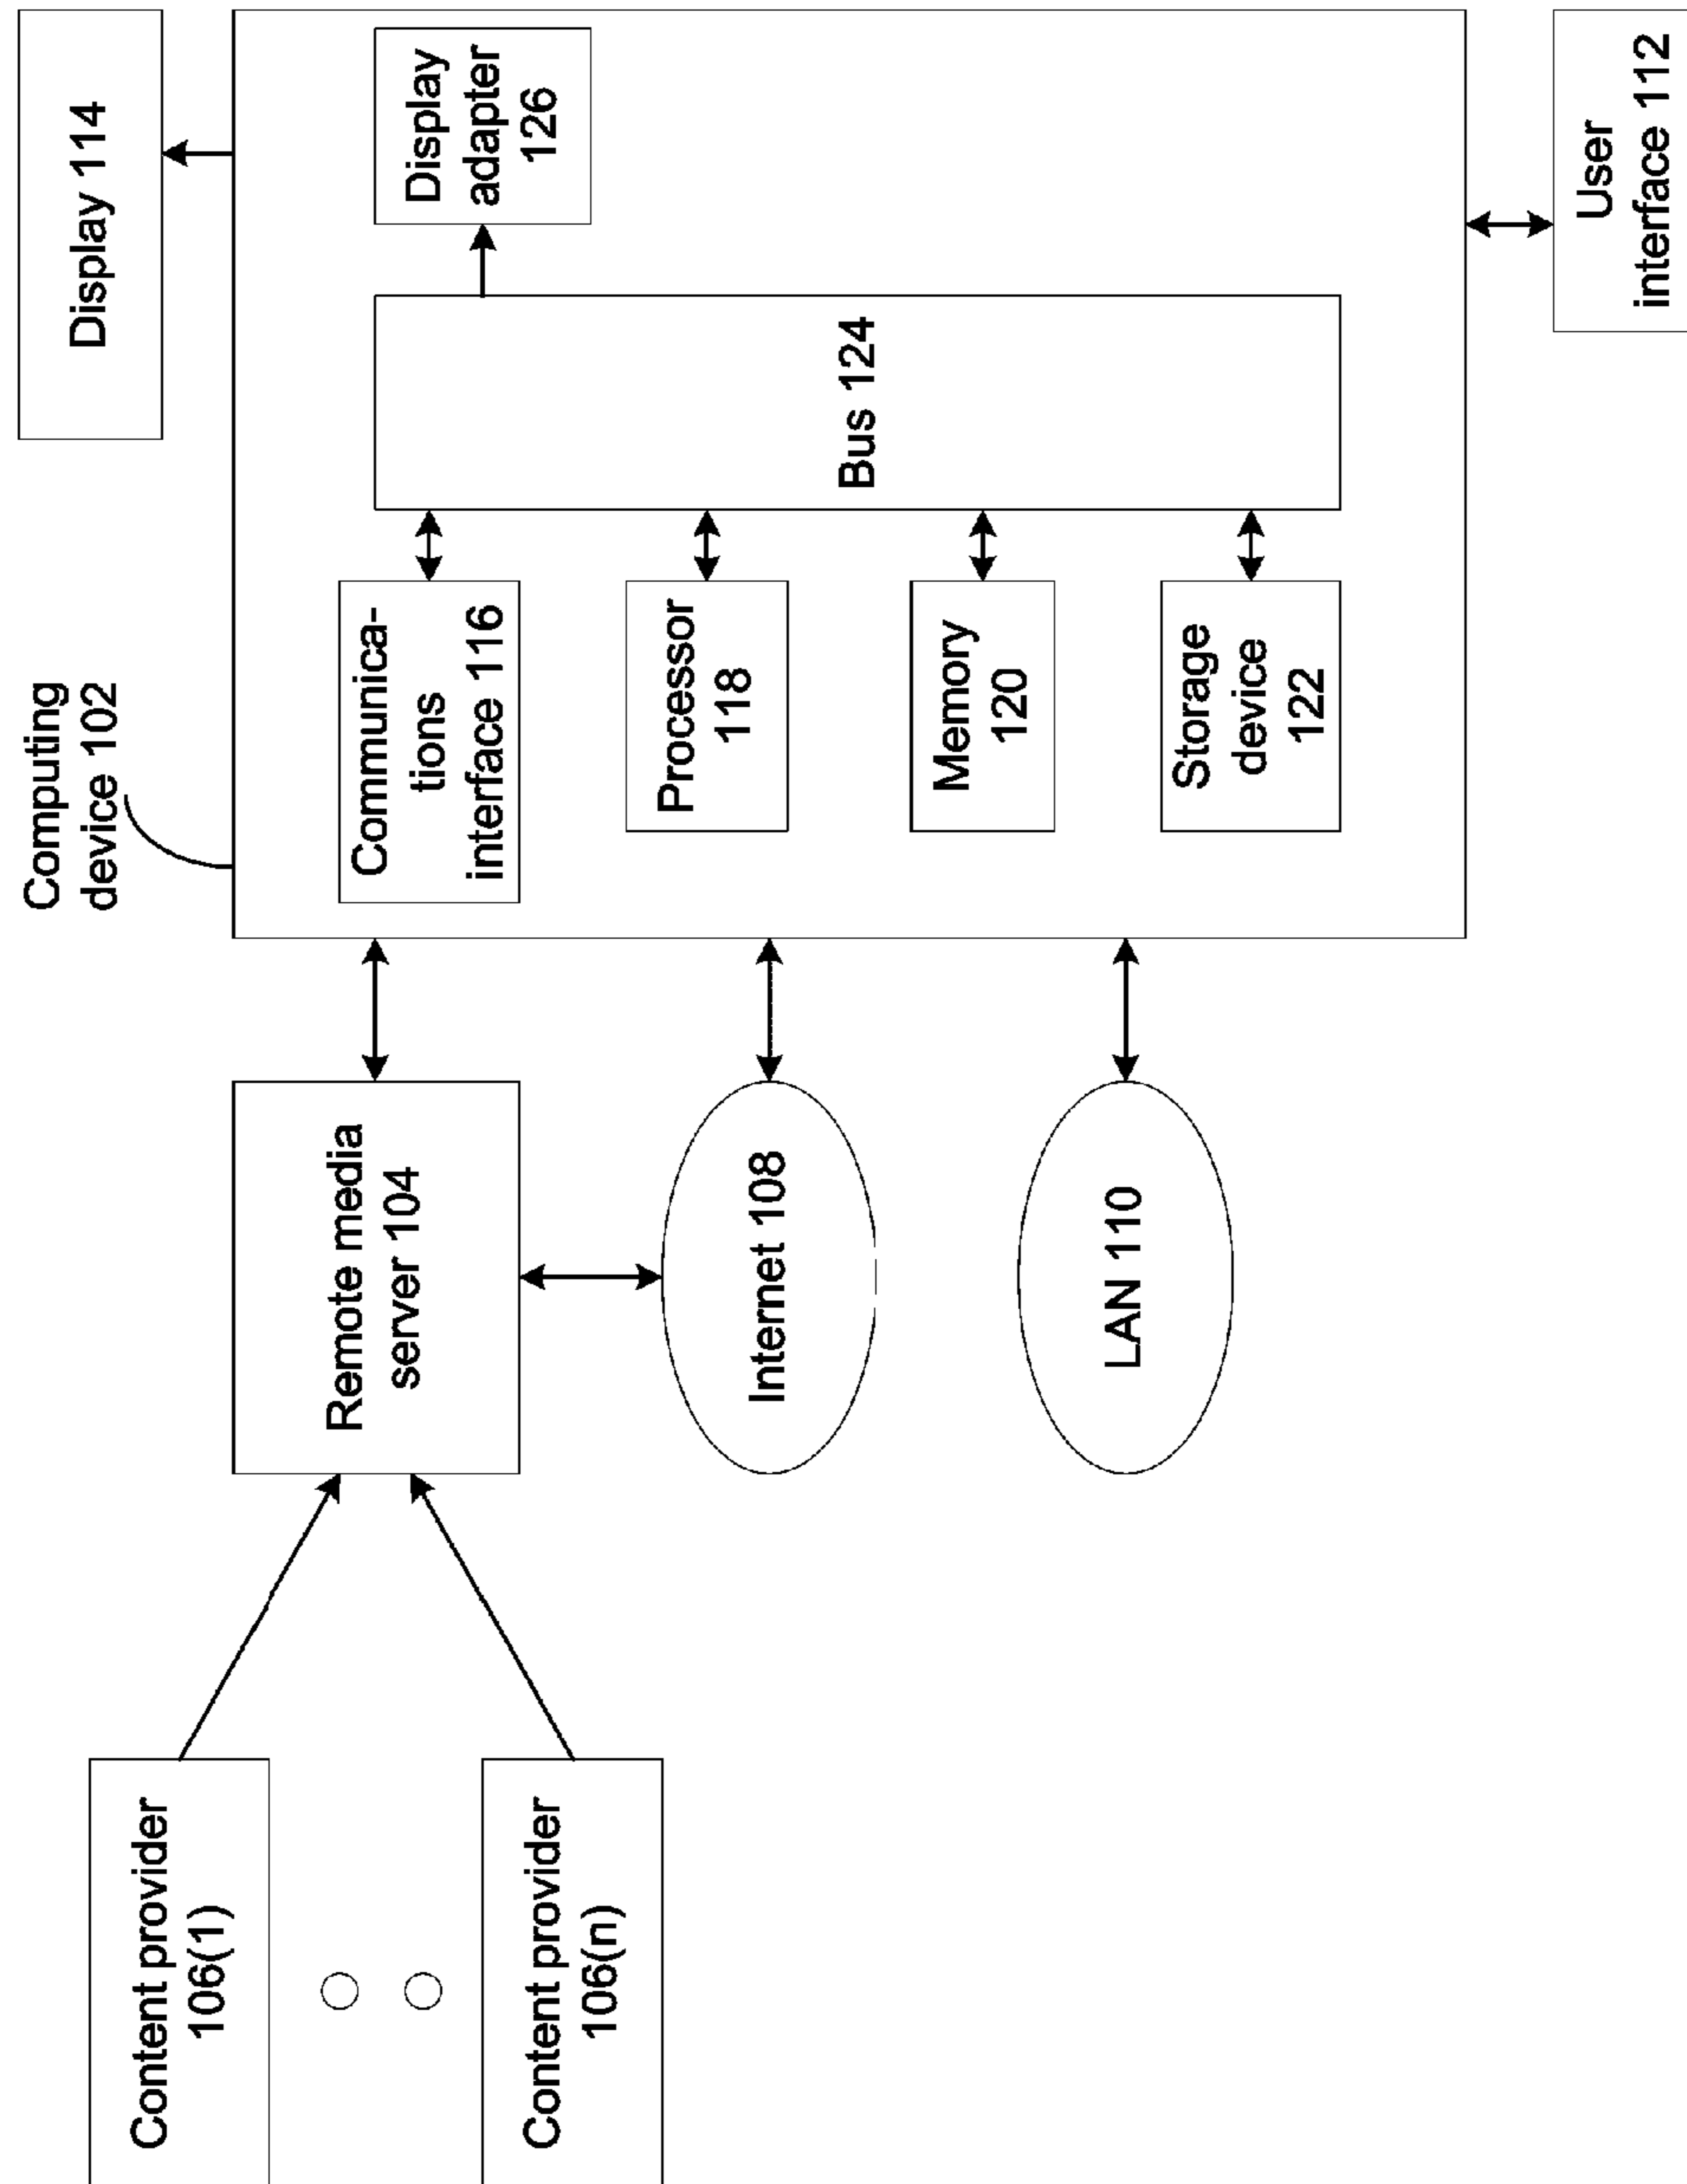 Content provider
106(1)
Content provider
106(n)
Remote media
server 104
Internet 108
LAN 110
Computing
device 102
Communica-
tions
interface 116
Processor
118
Memory
120
Storage
device
122
Bus 124
Display
adapter
126
Display 114
User
interface 112